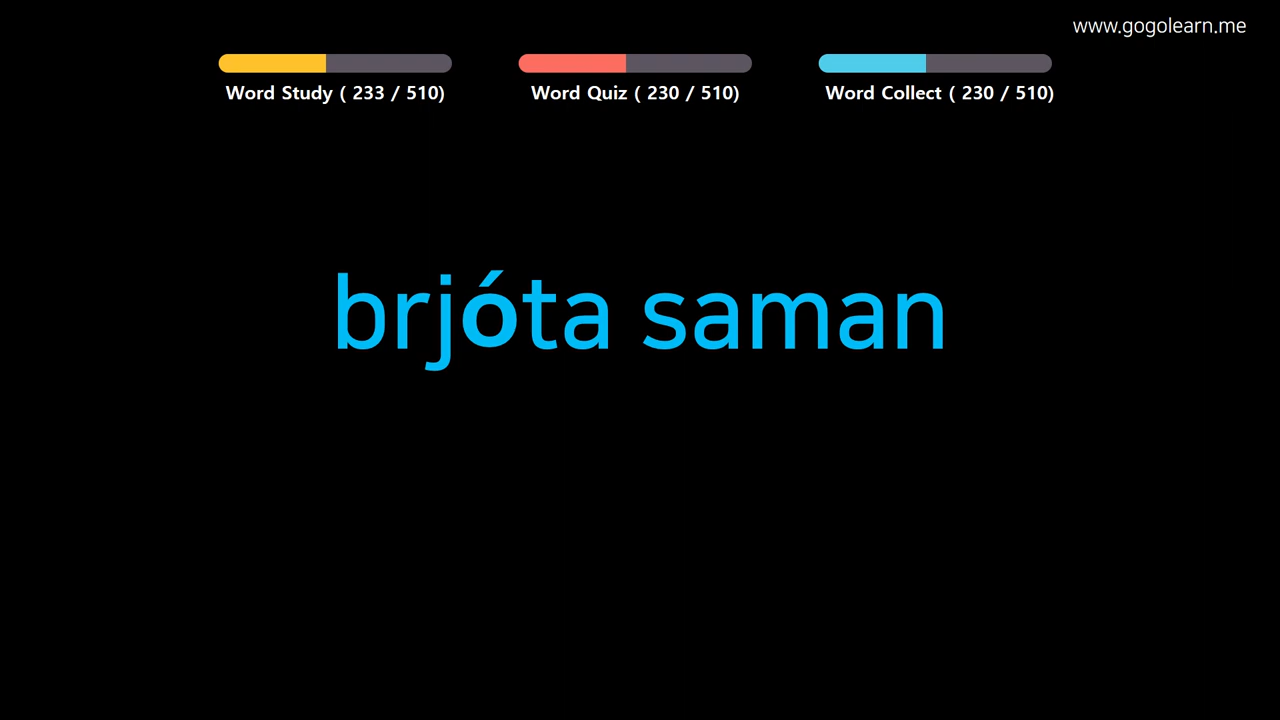 www.gogolearn.me
Word Study ( 233 / 510)
Word Quiz ( 230 / 510)
Word Collect ( 230 / 510)
brjóta saman